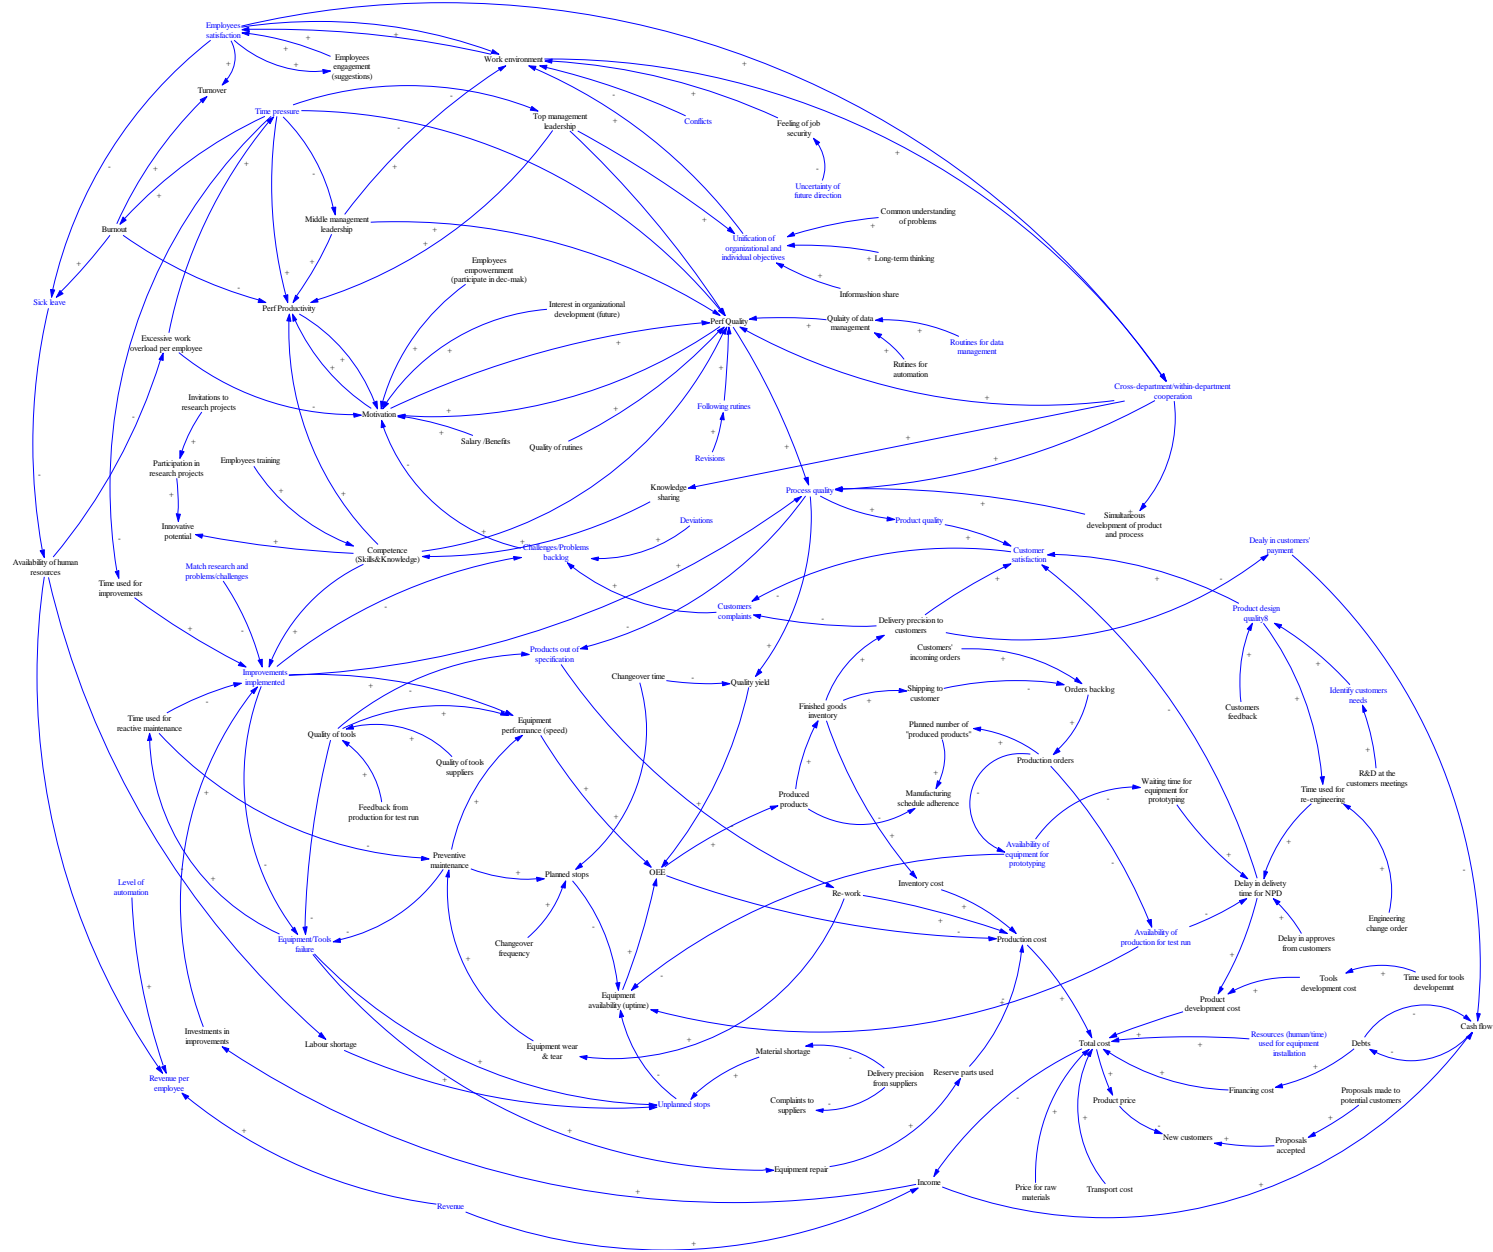 Employees
satisfaction
Work environment
Employees
engagement
(suggestions)
Turnover
Time pressure
Top management
leadership
Conflicts
Feeling of job
security
Uncertainty of
future direction
Burnout
Middle management
leadership
Unification of
organizational and
individual objectives
Common understanding
of problems
Long-term thinking
Informashion share
Employees
empowernment
(participate in dec-mak)
Sick leave
Perf Productivity
Interest in organizational
development (future)
Perf Quality
Qulaity of data
management
Routines for data
management
Rutines for
automation
Excessive work
overload per employee
Cross-department/within-department
cooperation
Invitations to
research projects
Motivation
Following rutines
Salary /Benefits
Quality of rutines
Revisions
Participation in
research projects
Employees training
Knowledge
sharing
Process quality
Innovative
potential
Deviations
Product quality
Simultaneous
development of product
and process
Competence
(Skills&Knowledge)
Challenges/Problems
backlog
Customer
satisfaction
Dealy in customers'
payment
Availability of human
resources
Match research and
problems/challenges
Time used for
improvements
Customers
complaints
Delivery precision to
customers
Product design
quality8
Products out of
specification
Customers'
incoming orders
Improvements
implemented
Changeover time
Quality yield
Shipping to
customer
Orders backlog
Identify customers
needs
Customers
feedback
Finished goods
inventory
Time used for
reactive maintenance
Quality of tools
Equipment
performance (speed)
Planned number of
"produced products"
Production orders
Quality of tools
suppliers
R&D at the
customers meetings
Waiting time for
equipment for
prototyping
Time used for
re-engineering
Feedback from
production for test run
Produced
products
Manufacturing
schedule adherence
Availability of
equipment for
prototyping
Preventive
maintenance
Planned stops
OEE
Level of
automation
Re-work
Inventory cost
Delay in delivety
time for NPD
Engineering
change order
Equipment/Tools
failure
Changeover
frequency
Production cost
Availability of
production for test run
Delay in approves
from customers
Tools
development cost
Time used for tools
developemnt
Equipment
availability (uptime)
Product
development cost
Cash flow
Investments in
improvements
Labour shortage
Equipment wear
& tear
Material shortage
Total cost
Resources (human/time)
used for equipment
installation
Debts
Revenue per
employee
Delivery precision
from suppliers
Reserve parts used
Complaints to
suppliers
Unplanned stops
Product price
Financing cost
Proposals made to
potential customers
New customers
Proposals
accepted
Equipment repair
Income
Price for raw
materials
Transport cost
Revenue